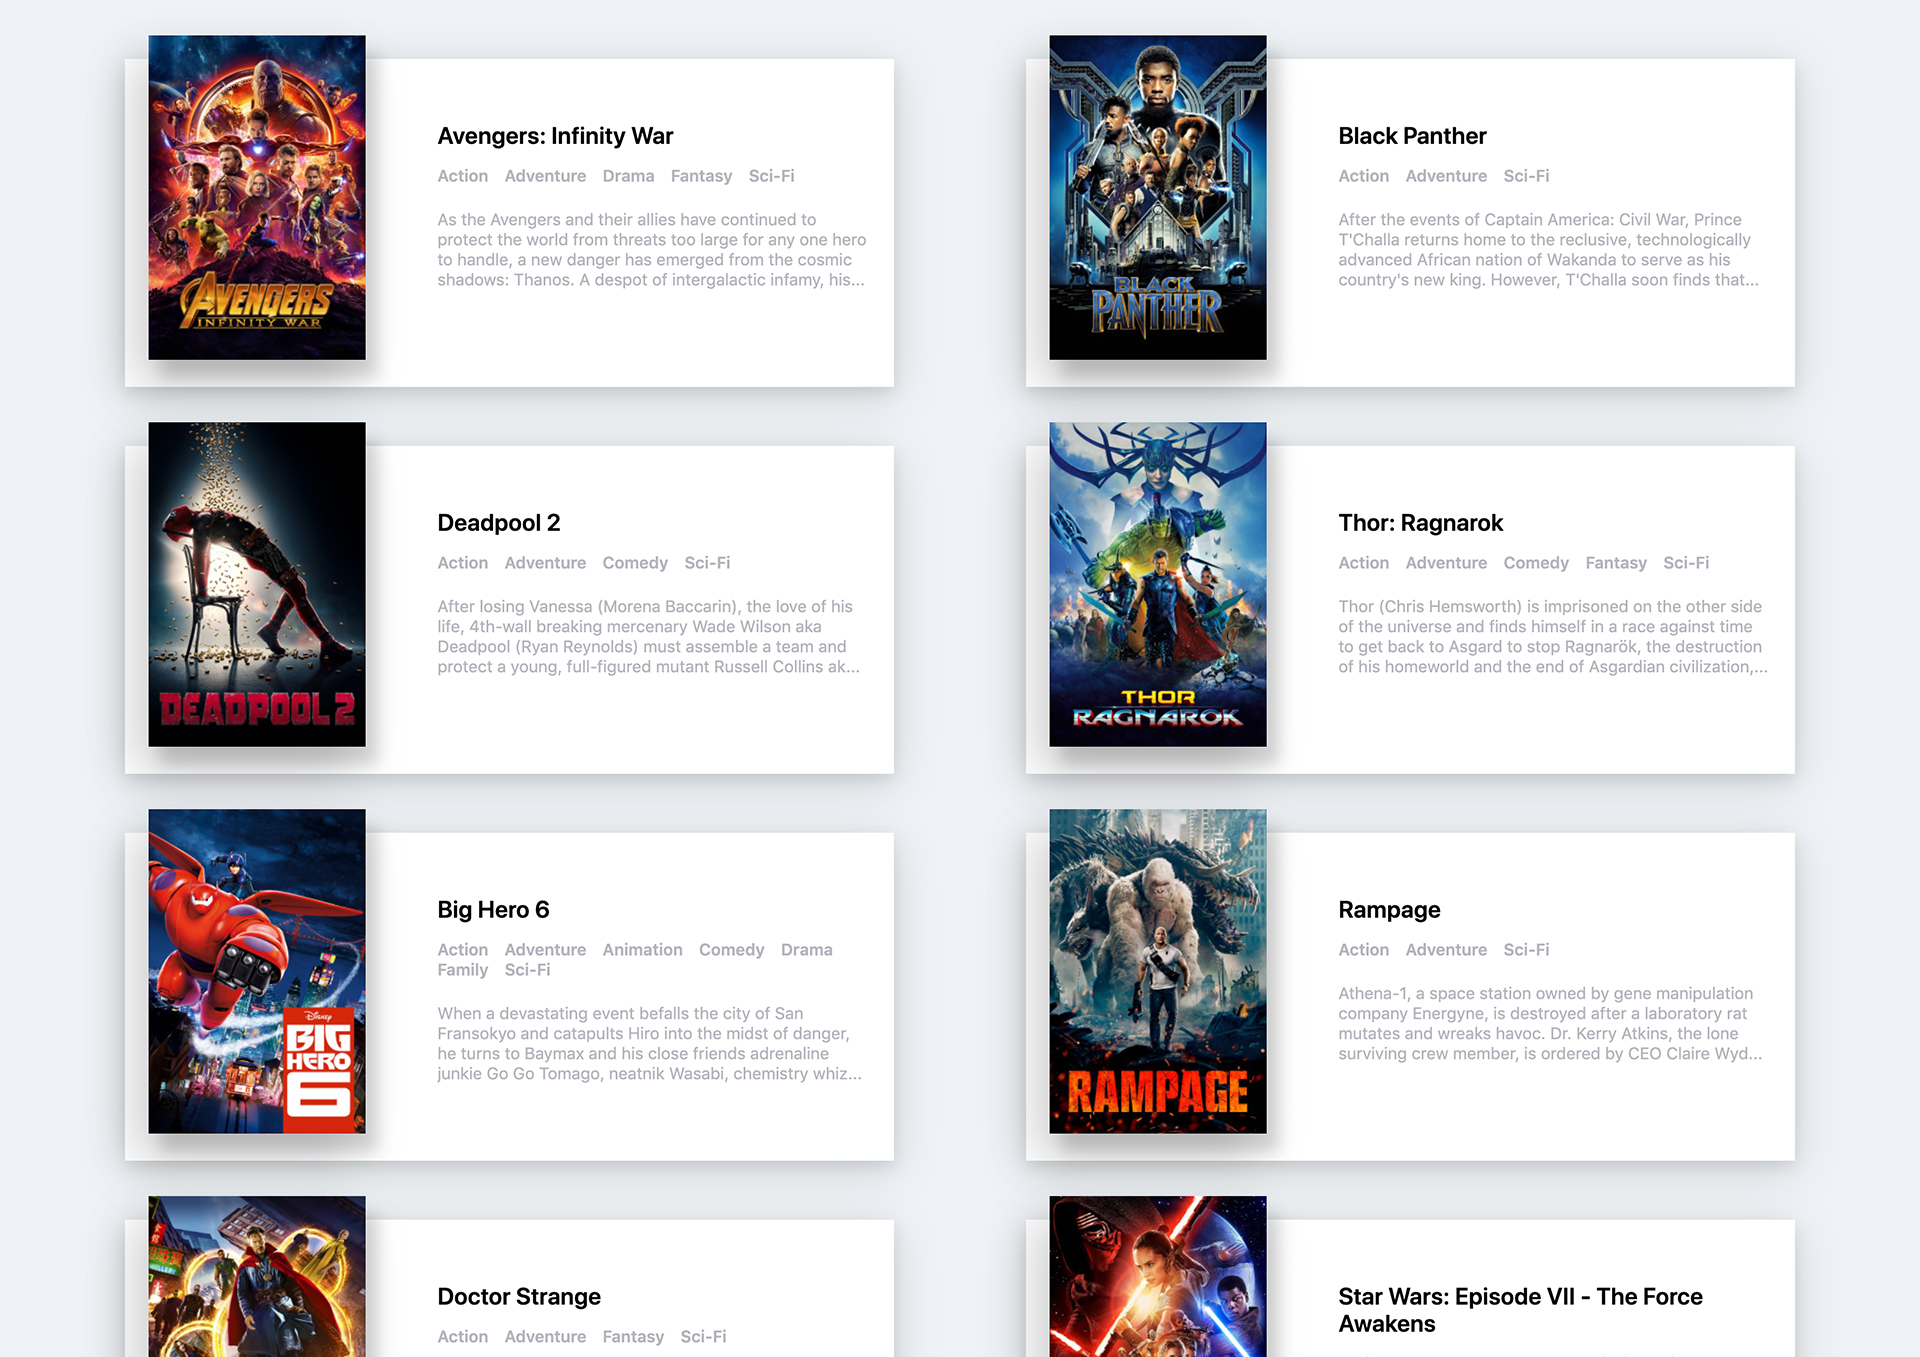 AVENGERS
INFINITY WAR
Avengers: Infinity War
Action Adventure Drama Fantasy Sci-Fi
As the Avengers and their allies have continued to
protect the world from threats too large for any one hero
to handle, a new danger has emerged from the cosmic
shadows: Thanos. A despot of intergalactic infamy, his...
BLACK
PANTHER
Black Panther
Action Adventure Sci-Fi
After the events of Captain America: Civil War, Prince
T'Challa returns home to the reclusive, technologically
advanced African nation of Wakanda to serve as his
country's new king. However, T'Challa soon finds that...
DEADPOOL 2
Deadpool 2
Action Adventure Comedy Sci-Fi
After losing Vanessa (Morena Baccarin), the love of his
life, 4th-wall breaking mercenary Wade Wilson aka
Deadpool (Ryan Reynolds) must assemble a team and
protect a young, full-figured mutant Russell Collins ak...
THOR
RAGNAROK
Thor: Ragnarok
Action Adventure Comedy Fantasy Sci-Fi
Thor (Chris Hemsworth) is imprisoned on the other side
of the universe and finds himself in a race against time
to get back to Asgard to stop Ragnarök, the destruction
of his homeworld and the end of Asgardian civilization,...
Disney
BIG
HERO
6
Big Hero 6
Action Adventure Animation Comedy Drama
Family Sci-Fi
When a devastating event befalls the city of San
Fransokyo and catapults Hiro into the midst of danger,
he turns to Baymax and his close friends adrenaline
junkie Go Go Tomago, neatnik Wasabi, chemistry whiz...
RAMPAGE
Rampage
Action Adventure Sci-Fi
Athena-1, a space station owned by gene manipulation
company Energyne, is destroyed after a laboratory rat
mutates and wreaks havoc. Dr. Kerry Atkins, the lone
surviving crew member, is ordered by CEO Claire Wyd...
Doctor Strange
Action Adventure Fantasy Sci-Fi
Star Wars: Episode VII - The Force
Awakens